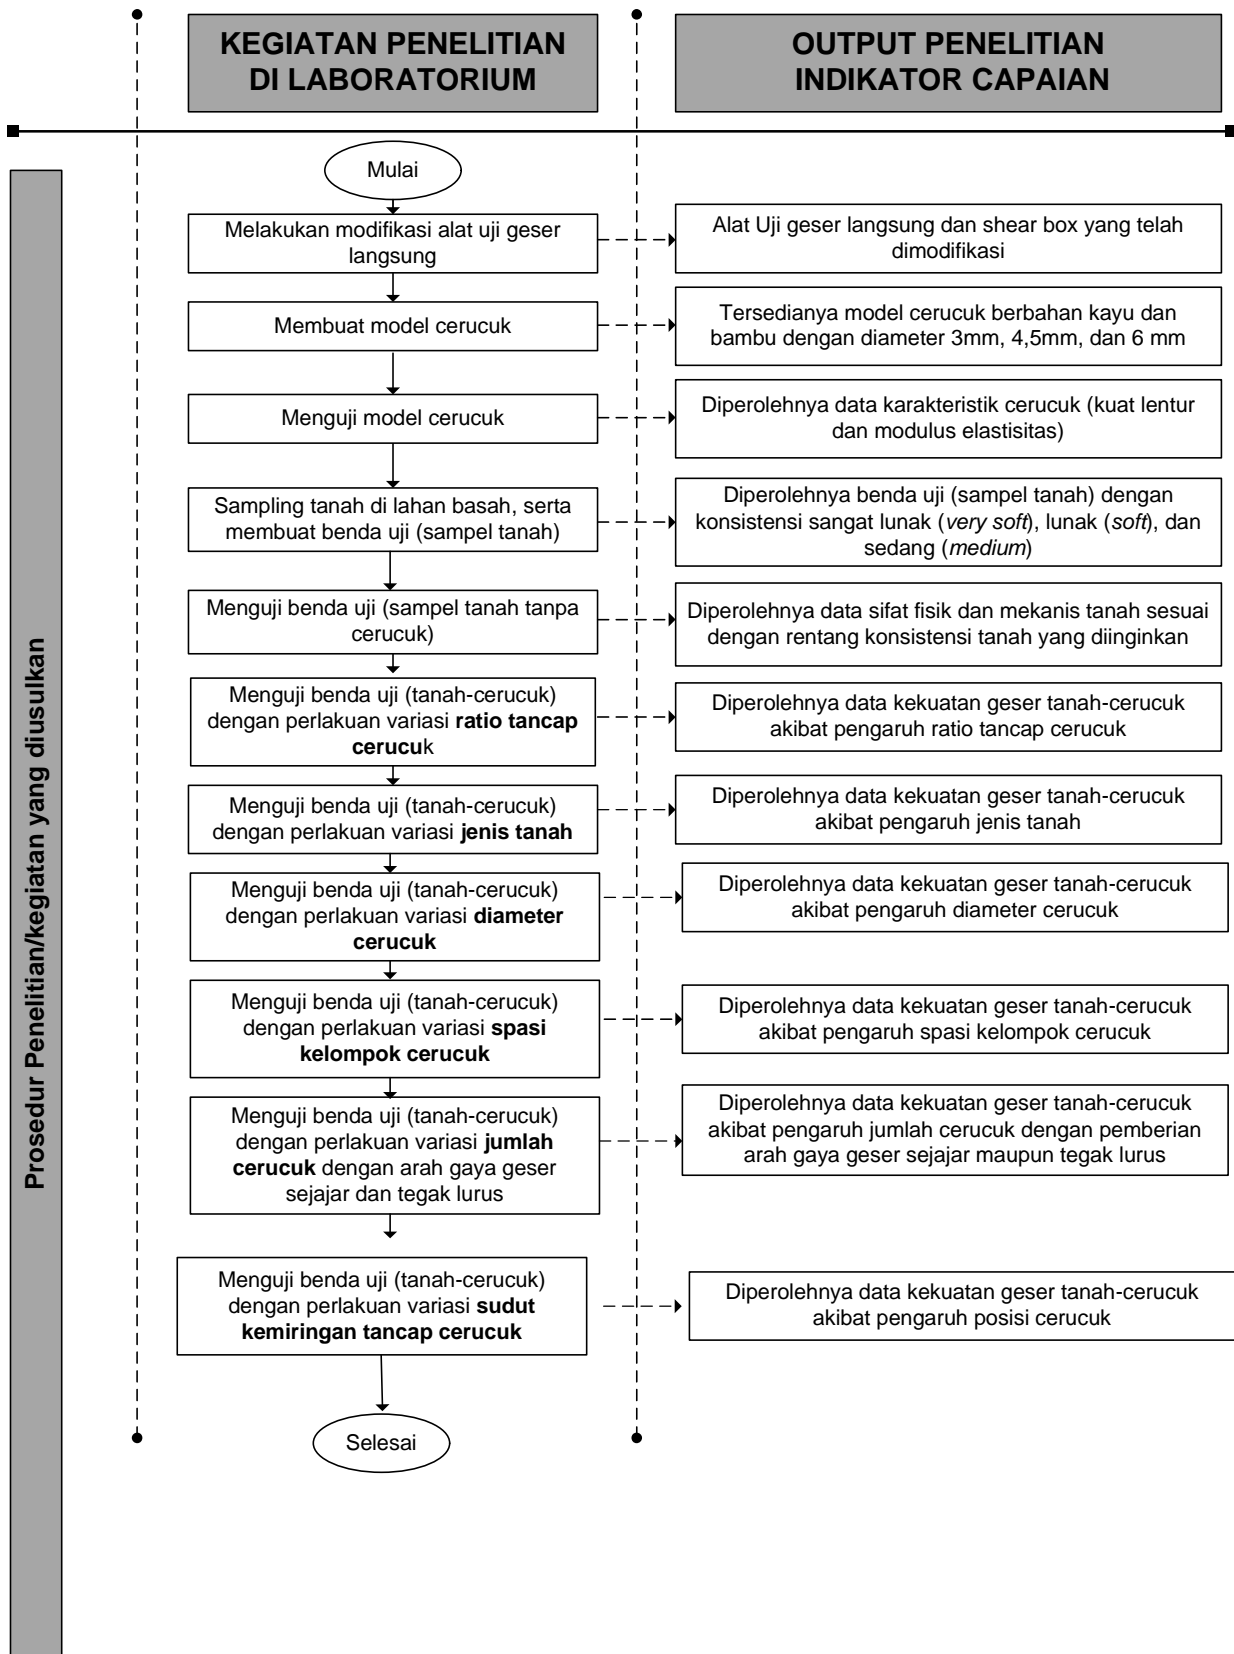 KEGIATAN PENELITIAN
DI LABORATORIUM
OUTPUT PENELITIAN
INDIKATOR CAPAIAN
Prosedur Penelitian/kegiatan yang diusulkan
Mulai
Melakukan modifikasi alat uji geser
langsung
Alat Uji geser langsung dan shear box yang telah
dimodifikasi
Membuat model cerucuk
Tersedianya model cerucuk berbahan kayu dan
bambu dengan diameter 3mm, 4,5mm, dan 6 mm
Menguji model cerucuk
Diperolehnya data karakteristik cerucuk (kuat lentur
dan modulus elastisitas)
Sampling tanah di lahan basah, serta
membuat benda uji (sampel tanah)
Diperolehnya benda uji (sampel tanah) dengan
konsistensi sangat lunak (very soft), lunak (soft), dan
sedang (medium)
Menguji benda uji (sampel tanah tanpa
cerucuk)
Diperolehnya data sifat fisik dan mekanis tanah sesuai
dengan rentang konsistensi tanah yang diinginkan
Menguji benda uji (tanah-cerucuk)
dengan perlakuan variasi ratio tancap
cerucuk
Diperolehnya data kekuatan geser tanah-cerucuk
akibat pengaruh ratio tancap cerucuk
Menguji benda uji (tanah-cerucuk)
dengan perlakuan variasi jenis tanah
Diperolehnya data kekuatan geser tanah-cerucuk
akibat pengaruh jenis tanah
Menguji benda uji (tanah-cerucuk)
dengan perlakuan variasi diameter
cerucuk
Diperolehnya data kekuatan geser tanah-cerucuk
akibat pengaruh diameter cerucuk
Menguji benda uji (tanah-cerucuk)
dengan perlakuan variasi spasi
kelompok cerucuk
Diperolehnya data kekuatan geser tanah-cerucuk
akibat pengaruh spasi kelompok cerucuk
Menguji benda uji (tanah-cerucuk)
dengan perlakuan variasi jumlah
cerucuk dengan arah gaya geser
sejajar dan tegak lurus
Diperolehnya data kekuatan geser tanah-cerucuk
akibat pengaruh jumlah cerucuk dengan pemberian
arah gaya geser sejajar maupun tegak lurus
Menguji benda uji (tanah-cerucuk)
dengan perlakuan variasi sudut
kemiringan tancap cerucuk
Diperolehnya data kekuatan geser tanah-cerucuk
akibat pengaruh posisi cerucuk
Selesai